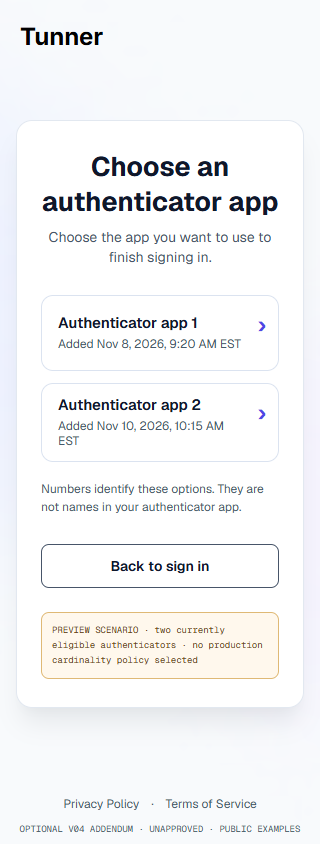 Tunner
Choose an
authenticator app
Choose the app you want to use to
finish signing in.
Authenticator app 1
Added Nov 8, 2026, 9:20 AM EST
Authenticator app 2
Added Nov 10, 2026, 10:15 AM
EST
Numbers identify these options. They are
not names in your authenticator app.
Back to sign in
PREVIEW SCENARIO · two currently
eligible authenticators · no production
cardinality policy selected
Privacy Policy · Terms of Service
OPTIONAL V04 ADDENDUM · UNAPPROVED · PUBLIC EXAMPLES